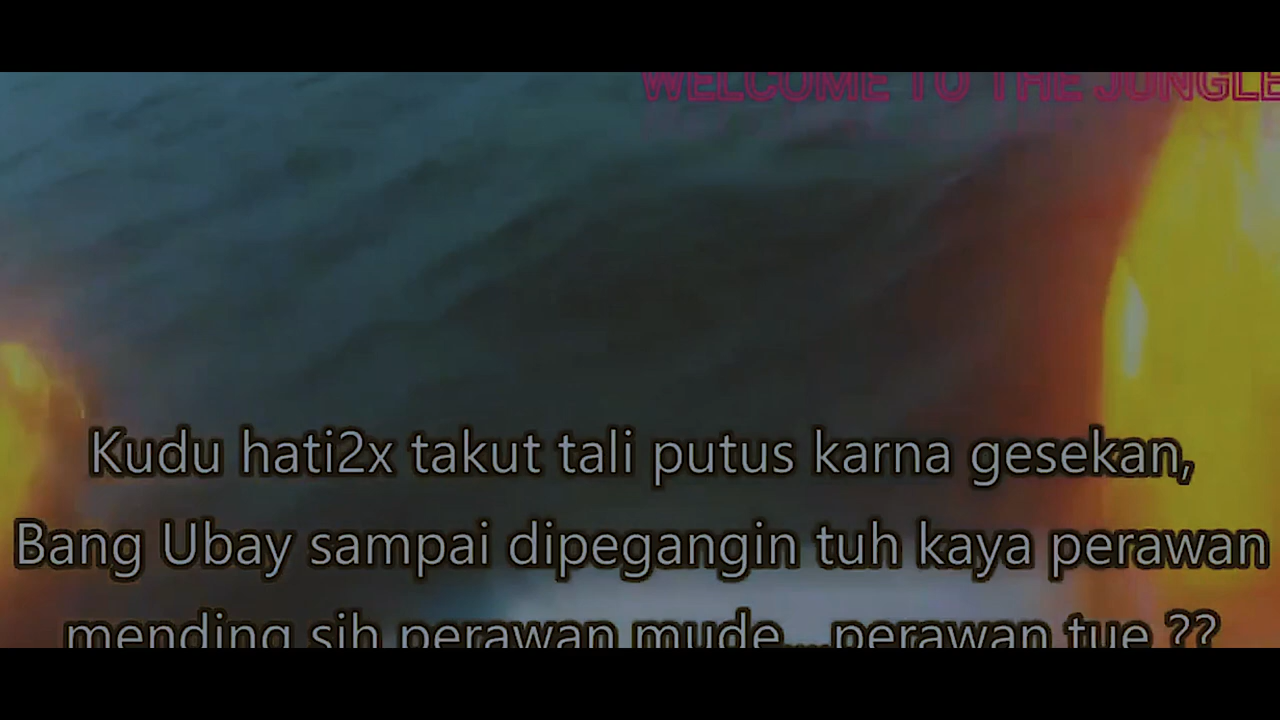 WELCOME TO THE JUNGLE
Kudu hati2x takut tali putus karna gesekan,
Bang Ubay sampai dipegangin tuh kaya perawan
mending sih perawan mude....perawan tue ??